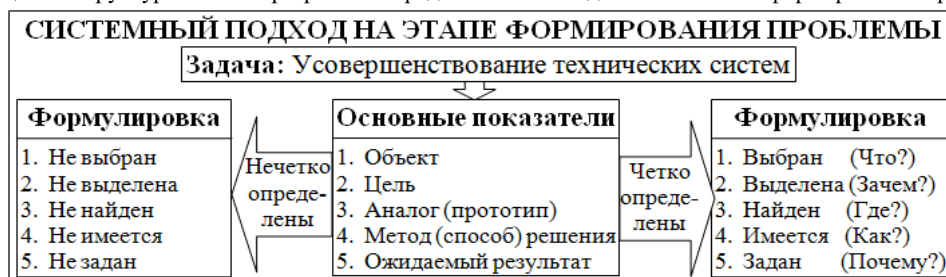 СИСТЕМНЫЙ ПОДХОД НА ЭТАПЕ ФОРМИРОВАНИЯ ПРОБЛЕМЫ
Задача: Усовершенствование технических систем
Формулировка
1. Не выбран
2. Не выделена
3. Не найден
4. Не имеется
5. Не задан
Нечетко
опреде-
лены
Основные показатели
1. Объект
2. Цель
3. Аналог (прототип)
4. Метод (способ) решения
5. Ожидаемый результат
Четко
опреде-
лены
Формулировка
1. Выбран (Что?)
2. Выделена (Зачем?)
3. Найден (Где?)
4. Имеется (Как?)
5. Задан (Почему?)